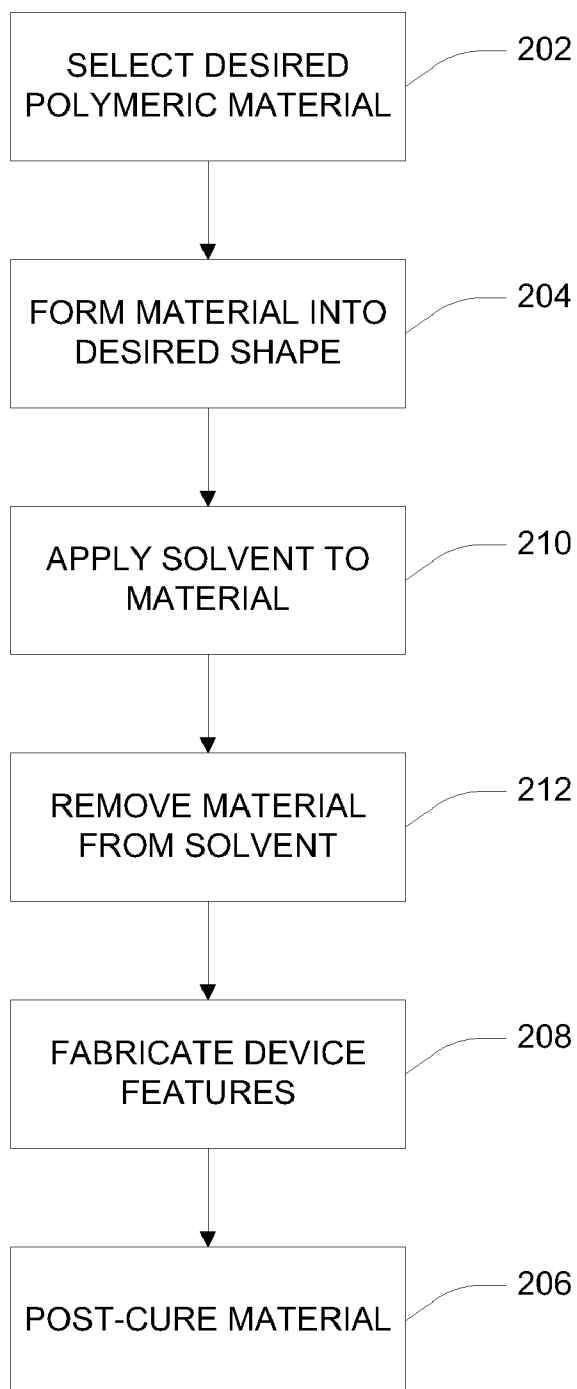 SELECT DESIRED
POLYMERIC MATERIAL
202
FORM MATERIAL INTO
DESIRED SHAPE
204
APPLY SOLVENT TO
MATERIAL
210
REMOVE MATERIAL
FROM SOLVENT
212
FABRICATE DEVICE
FEATURES
208
POST-CURE MATERIAL
206